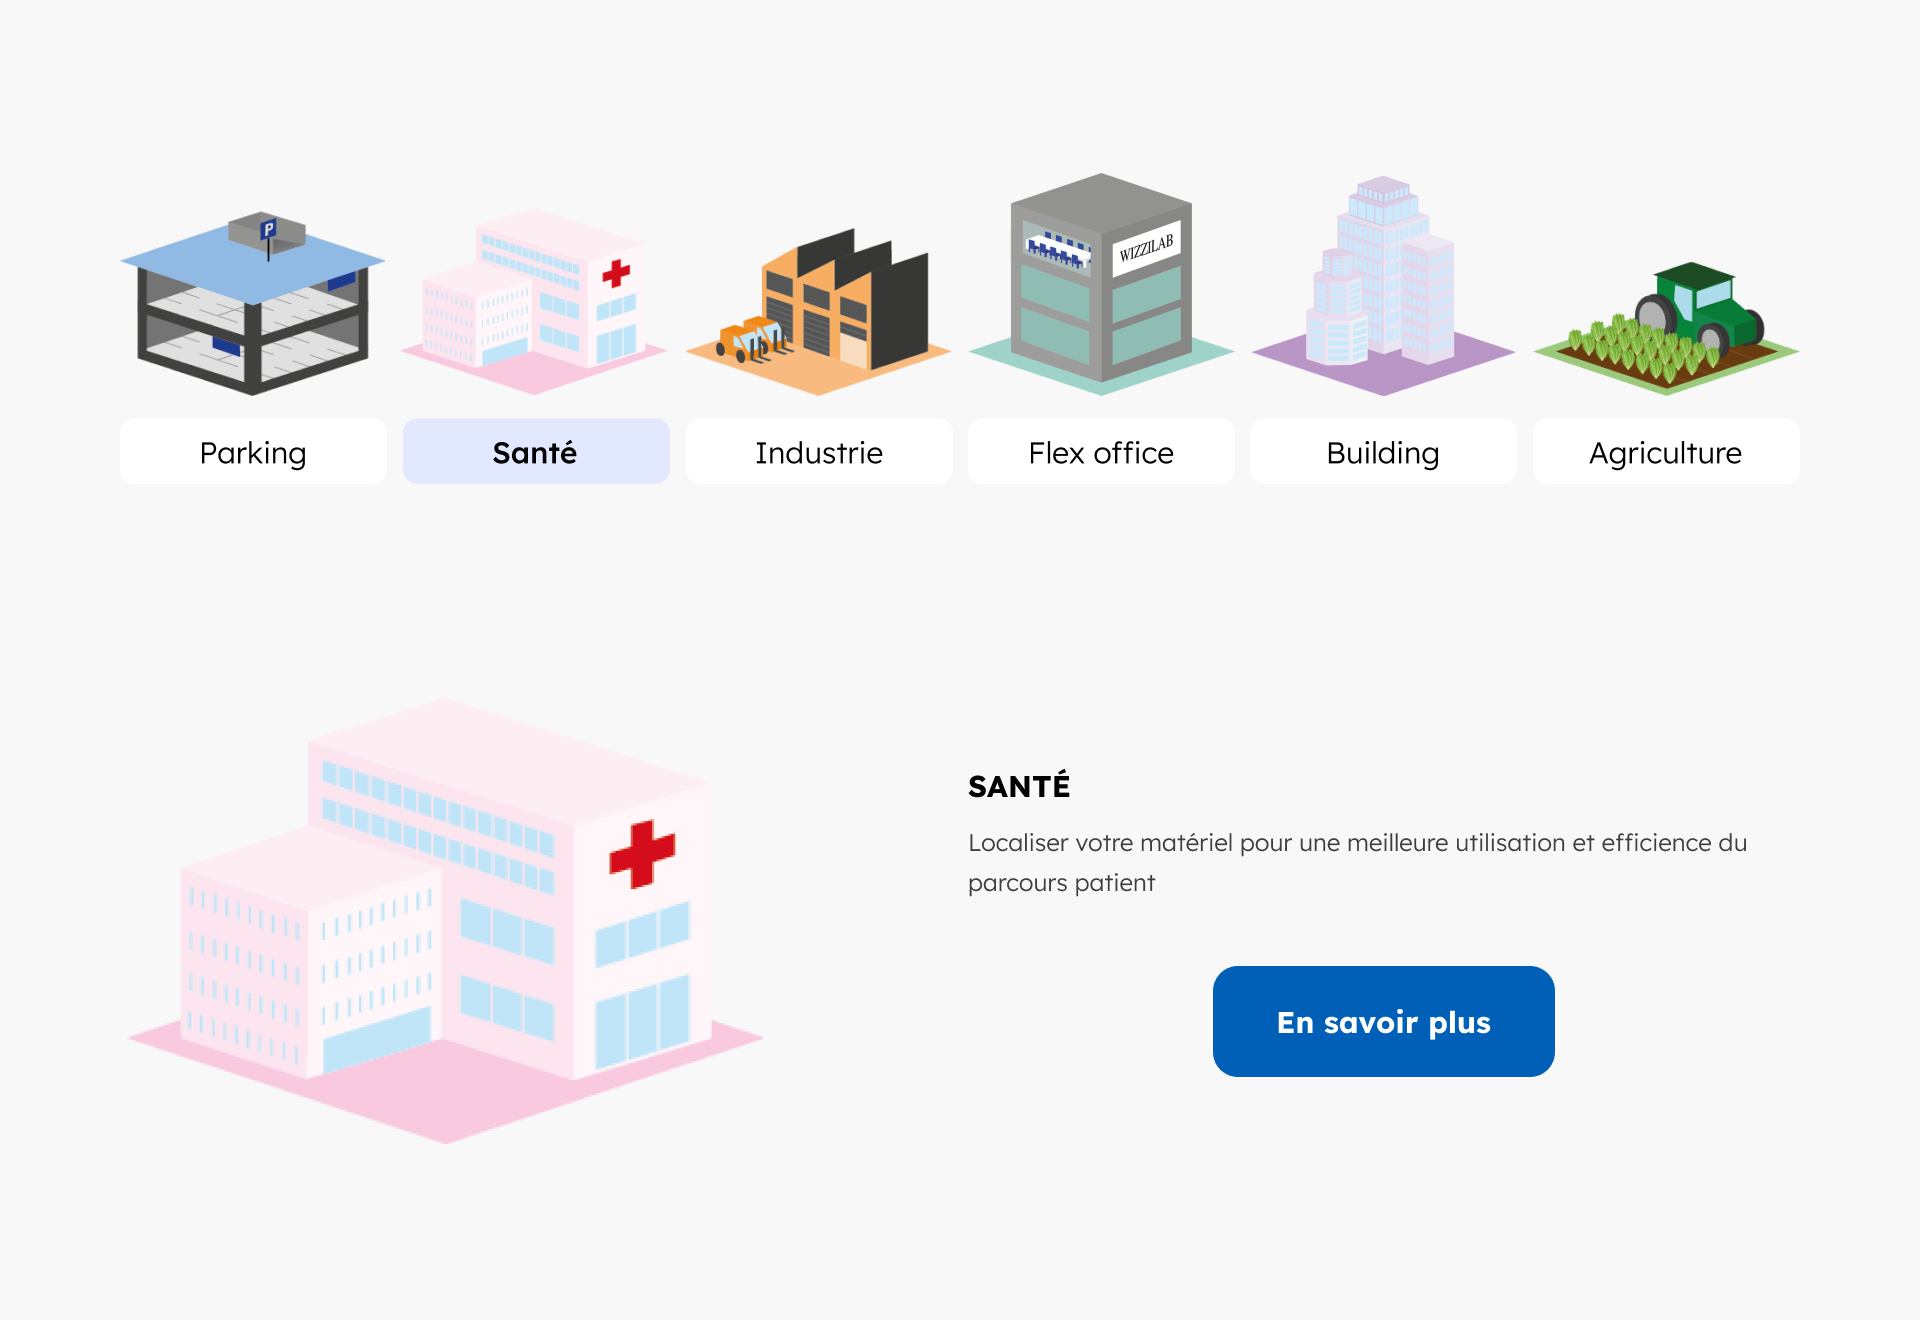 P
WIZZILAB
Parking
Santé
Industrie
Flex office
Building
Agriculture
SANTÉ
Localiser votre matériel pour une meilleure utilisation et efficience du
parcours patient
En savoir plus